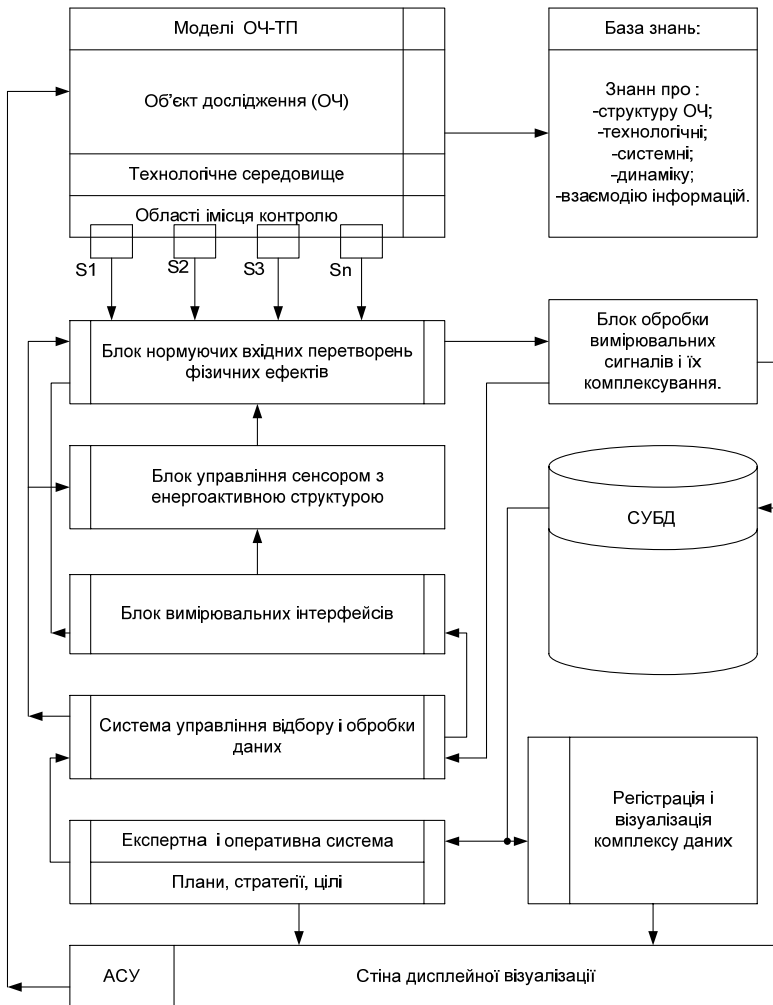 Моделі ОЧ-ТП
Об'єкт дослідження (ОЧ)
Технологічне середовище
Області імісця контролю
S1
S2
S3
Sn
База знань:
Знанн про :
-структуру ОЧ;
-технологічні;
-системні;
-динаміку;
-взаємодію інформацій.
Блок нормуючих вхідних перетворень
фізичних ефектів
Блок обробки
вимірювальних
сигналів і їх
комплексування.
Блок управління сенсором з
енергоактивною структурою
СУБД
Блок вимірювальних інтерфейсів
Система управління відбору і обробки
даних
Регістрація і
візуалізація
комплексу даних
Експертна і оперативна система
Плани, стратегії, цілі
АСУ
Стіна дисплейної візуалізації